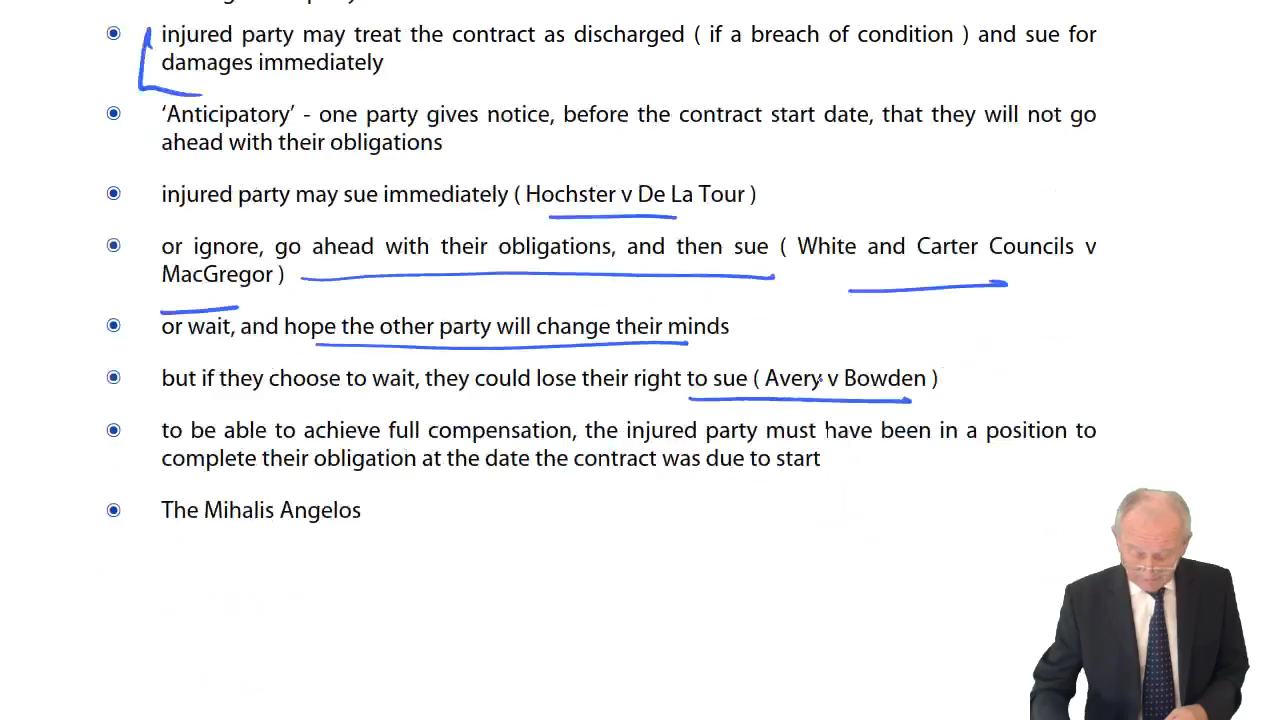 injured party may treat the contract as discharged ( if a breach of condition ) and sue for
damages immediately
‘Anticipatory’ - one party gives notice, before the contract start date, that they will not go
ahead with their obligations
injured party may sue immediately ( Hochster v De La Tour )
or ignore, go ahead with their obligations, and then sue ( White and Carter Councils v
MacGregor )
or wait, and hope the other party will change their minds
but if they choose to wait, they could lose their right to sue ( Avery v Bowden )
to be able to achieve full compensation, the injured party must have been in a position to
complete their obligation at the date the contract was due to start
The Mihalis Angelos